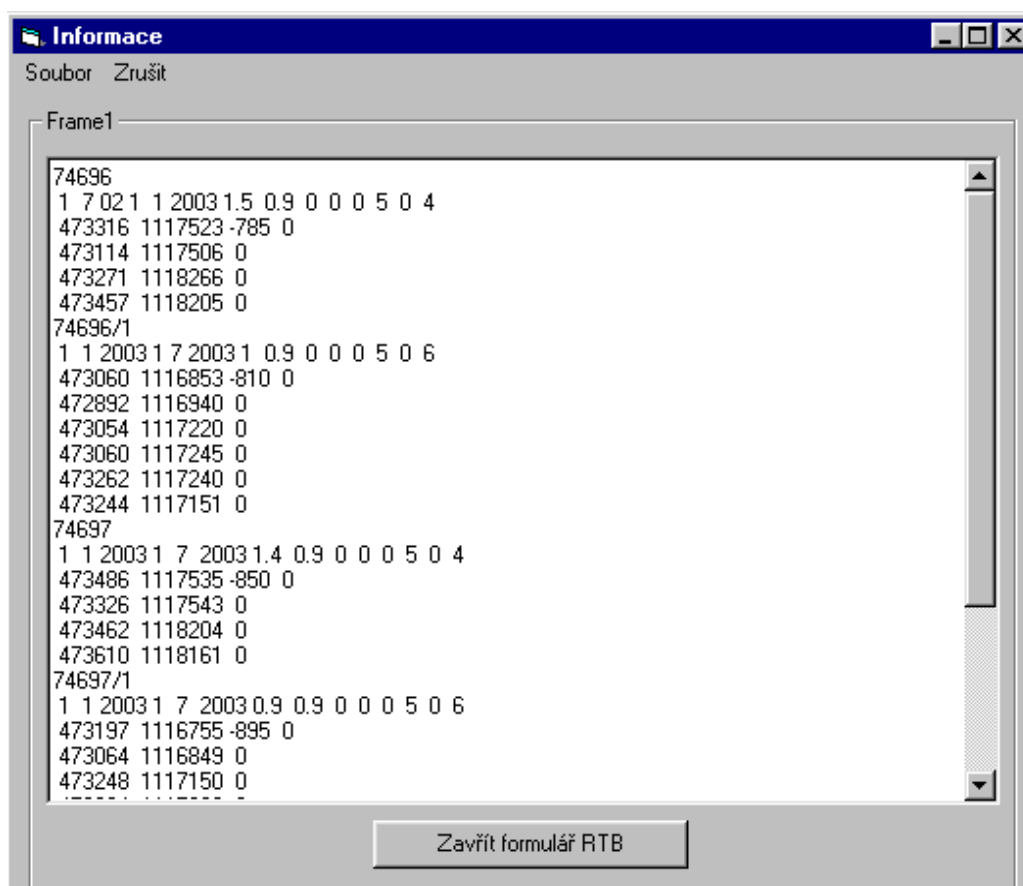 Informace
Soubor Zrušit
Frame1
74696
1 7 02 1 1 2003 1.5 0.9 0 0 0 5 0 4
473316 1117523 -785 0
473114 1117506 0
473271 1118266 0
473457 1118205 0
74696/1
1 1 2003 1 7 2003 1 0.9 0 0 0 5 0 6
473060 1116853 -810 0
472892 1116940 0
473054 1117220 0
473060 1117245 0
473262 1117240 0
473244 1117151 0
74697
1 1 2003 1 7 2003 1.4 0.9 0 0 0 5 0 4
473486 1117535 -850 0
473326 1117543 0
473462 1118204 0
473610 1118161 0
74697/1
1 1 2003 1 7 2003 0.9 0.9 0 0 0 5 0 6
473197 1116755 -895 0
473064 1116849 0
473248 1117150 0
Zavřít formulář RTB